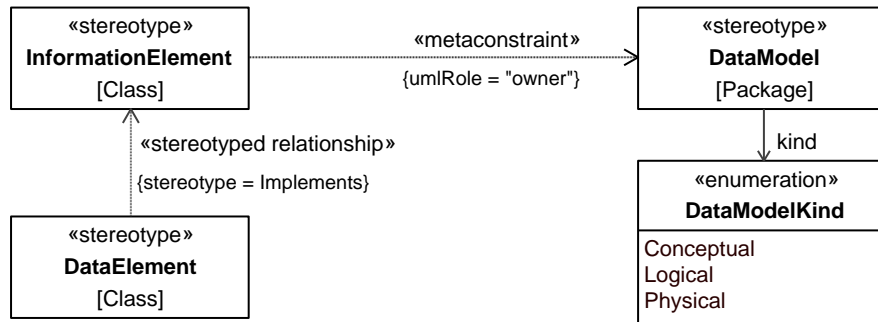 «stereotype»
InformationElement
[Class]
«metaconstraint»
{umlRole = "owner"}
«stereotype»
DataModel
[Package]
kind
«stereotyped relationship»
{stereotype = Implements}
«enumeration»
DataModelKind
Conceptual
Logical
Physical
«stereotype»
DataElement
[Class]